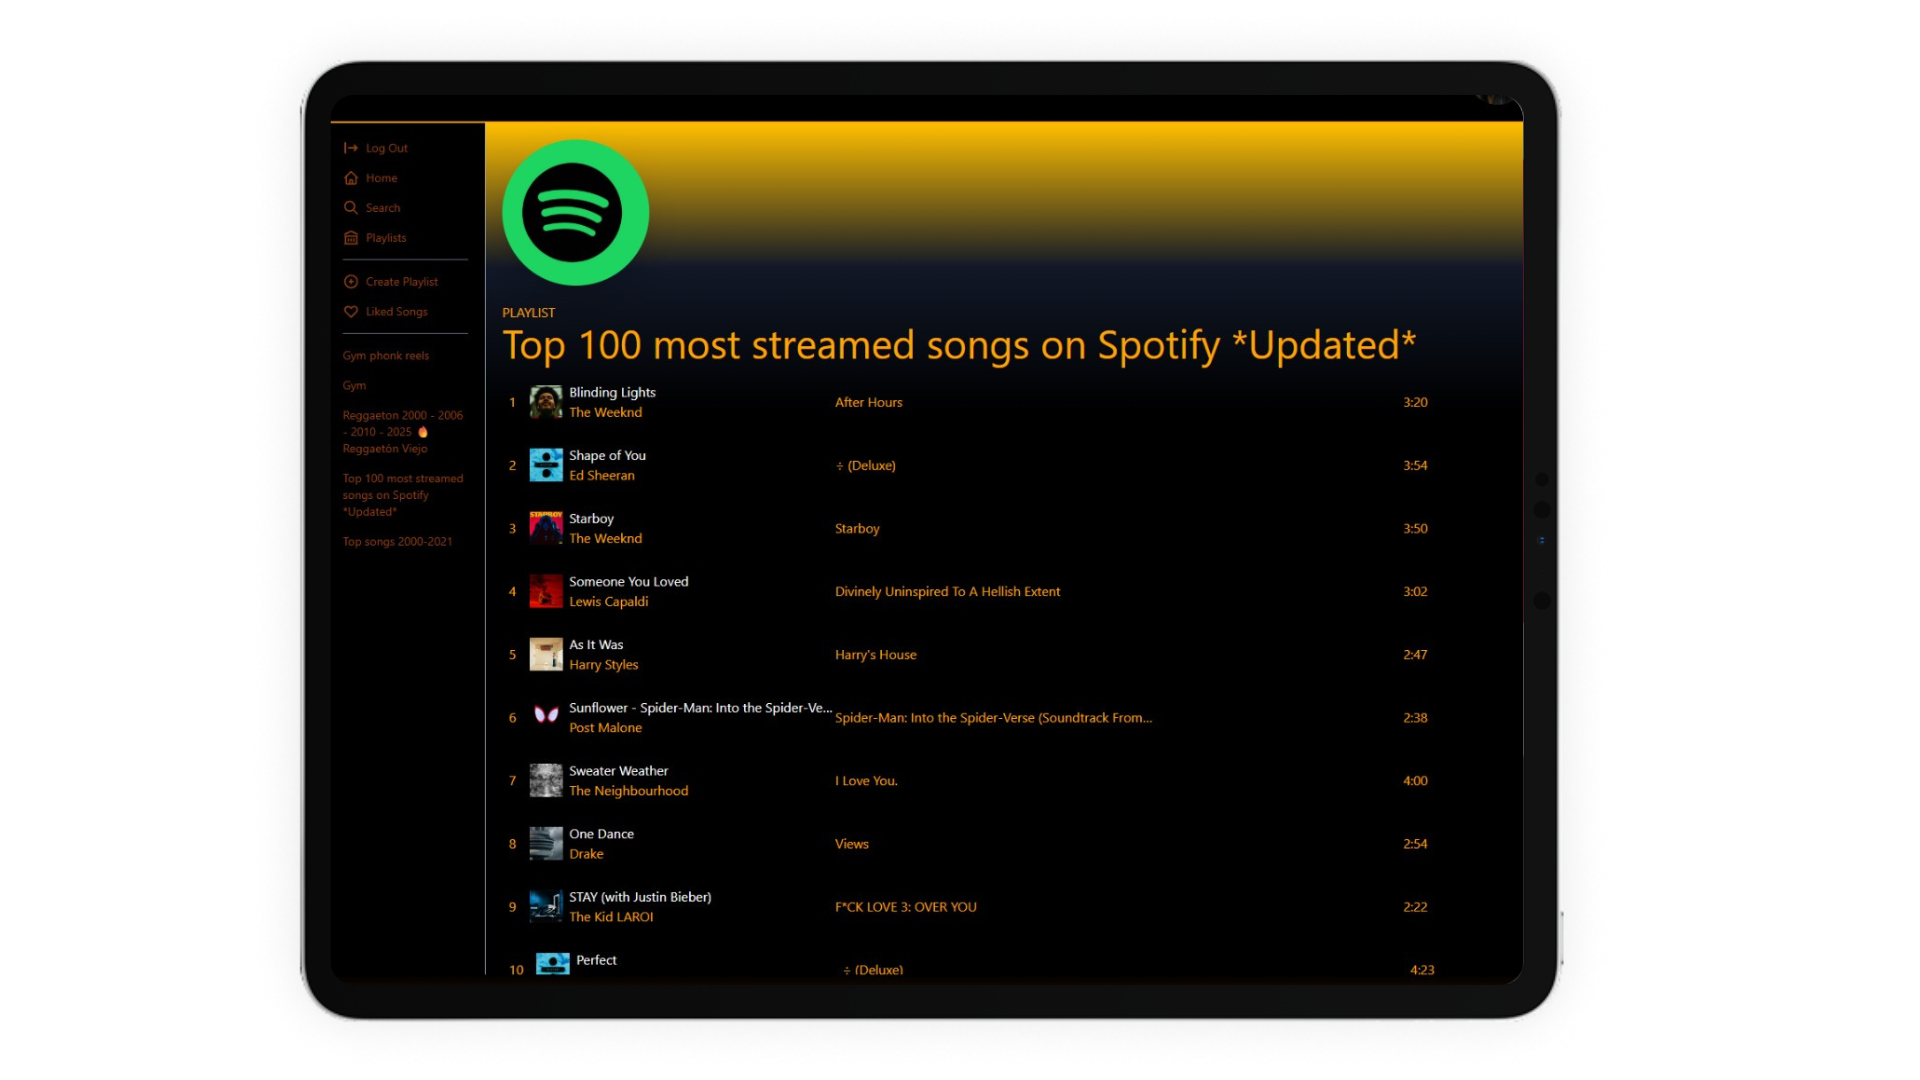 Log Out
Home
Search
Playlists
Create Playlist
Liked Songs
Gym phonk reels
Gym
Reggaeton 2000 - 2006
- 2010 - 2025 🔥
Reggaetón Viejo
Top 100 most streamed
songs on Spotify
*Updated*
Top songs 2000-2021
PLAYLIST
Top 100 most streamed songs on Spotify *Updated*
1 Blinding Lights
The Weeknd
After Hours
3:20
2 Shape of You
Ed Sheeran
÷ (Deluxe)
3:54
3 Starboy
The Weeknd
Starboy
3:50
4 Someone You Loved
Lewis Capaldi
Divinely Uninspired To A Hellish Extent
3:02
5 As It Was
Harry Styles
Harry's House
2:47
6 Sunflower - Spider-Man: Into the Spider-Ve...
Post Malone
Spider-Man: Into the Spider-Verse (Soundtrack From...
2:38
7 Sweater Weather
The Neighbourhood
I Love You.
4:00
8 One Dance
Drake
Views
2:54
9 STAY (with Justin Bieber)
The Kid LAROI
F*CK LOVE 3: OVER YOU
2:22
10 Perfect
÷ (Deluxe)
4:23